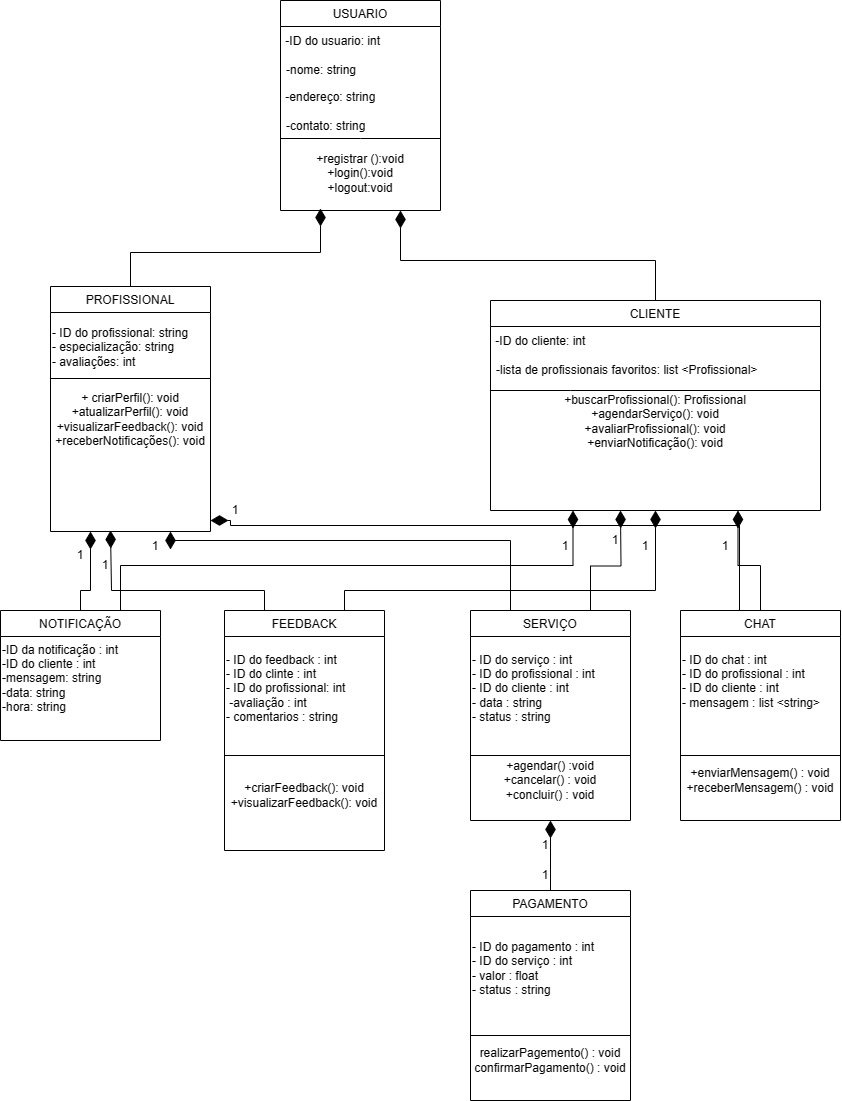 USUARIO
-ID do usuario: int
-nome: string
-endereço: string
-contato: string
+registrar ():void
+login():void
+logout:void
PROFISSIONAL
- ID do profissional: string
- especialização: string
- avaliações: int
+ criarPerfil(): void
+atualizarPerfil(): void
+visualizarFeedback(): void
+receberNotificações(): void
CLIENTE
-ID do cliente: int
-lista de profissionais favoritos: list <Profissional>
+buscarProfissional(): Profissional
+agendarServiço(): void
+avaliarProfissional(): void
+enviarNotificação(): void
1
1
1
1
1
1
1
1
NOTIFICAÇÃO
-ID da notificação : int
-ID do cliente : int
-mensagem: string
-data: string
-hora: string
FEEDBACK
- ID do feedback : int
- ID do clinte : int
- ID do profissional: int
-avaliação : int
- comentarios : string
+criarFeedback(): void
+visualizarFeedback(): void
SERVIÇO
- ID do serviço : int
- ID do profissional : int
- ID do cliente : int
- data : string
- status : string
+agendar() :void
+cancelar() : void
+concluir() : void
CHAT
- ID do chat : int
- ID do profissional : int
- ID do cliente : int
- mensagem : list <string>
+enviarMensagem() : void
+receberMensagem() : void
1
1
PAGAMENTO
- ID do pagamento : int
- ID do serviço : int
- valor : float
- status : string
realizarPagemento() : void
confirmarPagamento() : void